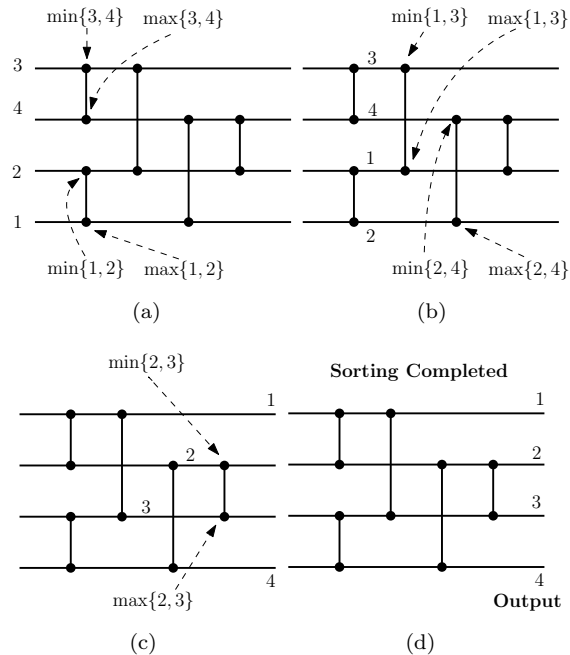 min{3, 4}
max{3, 4}
3
4
2
1
min{1, 2}
max{1, 2}
(a)
min{1, 3}
max{1, 3}
3
4
1
2
min{2, 4}
max{2, 4}
(b)
min{2, 3}
1
2
3
4
max{2, 3}
(c)
Sorting Completed
1
2
3
4
Output
(d)